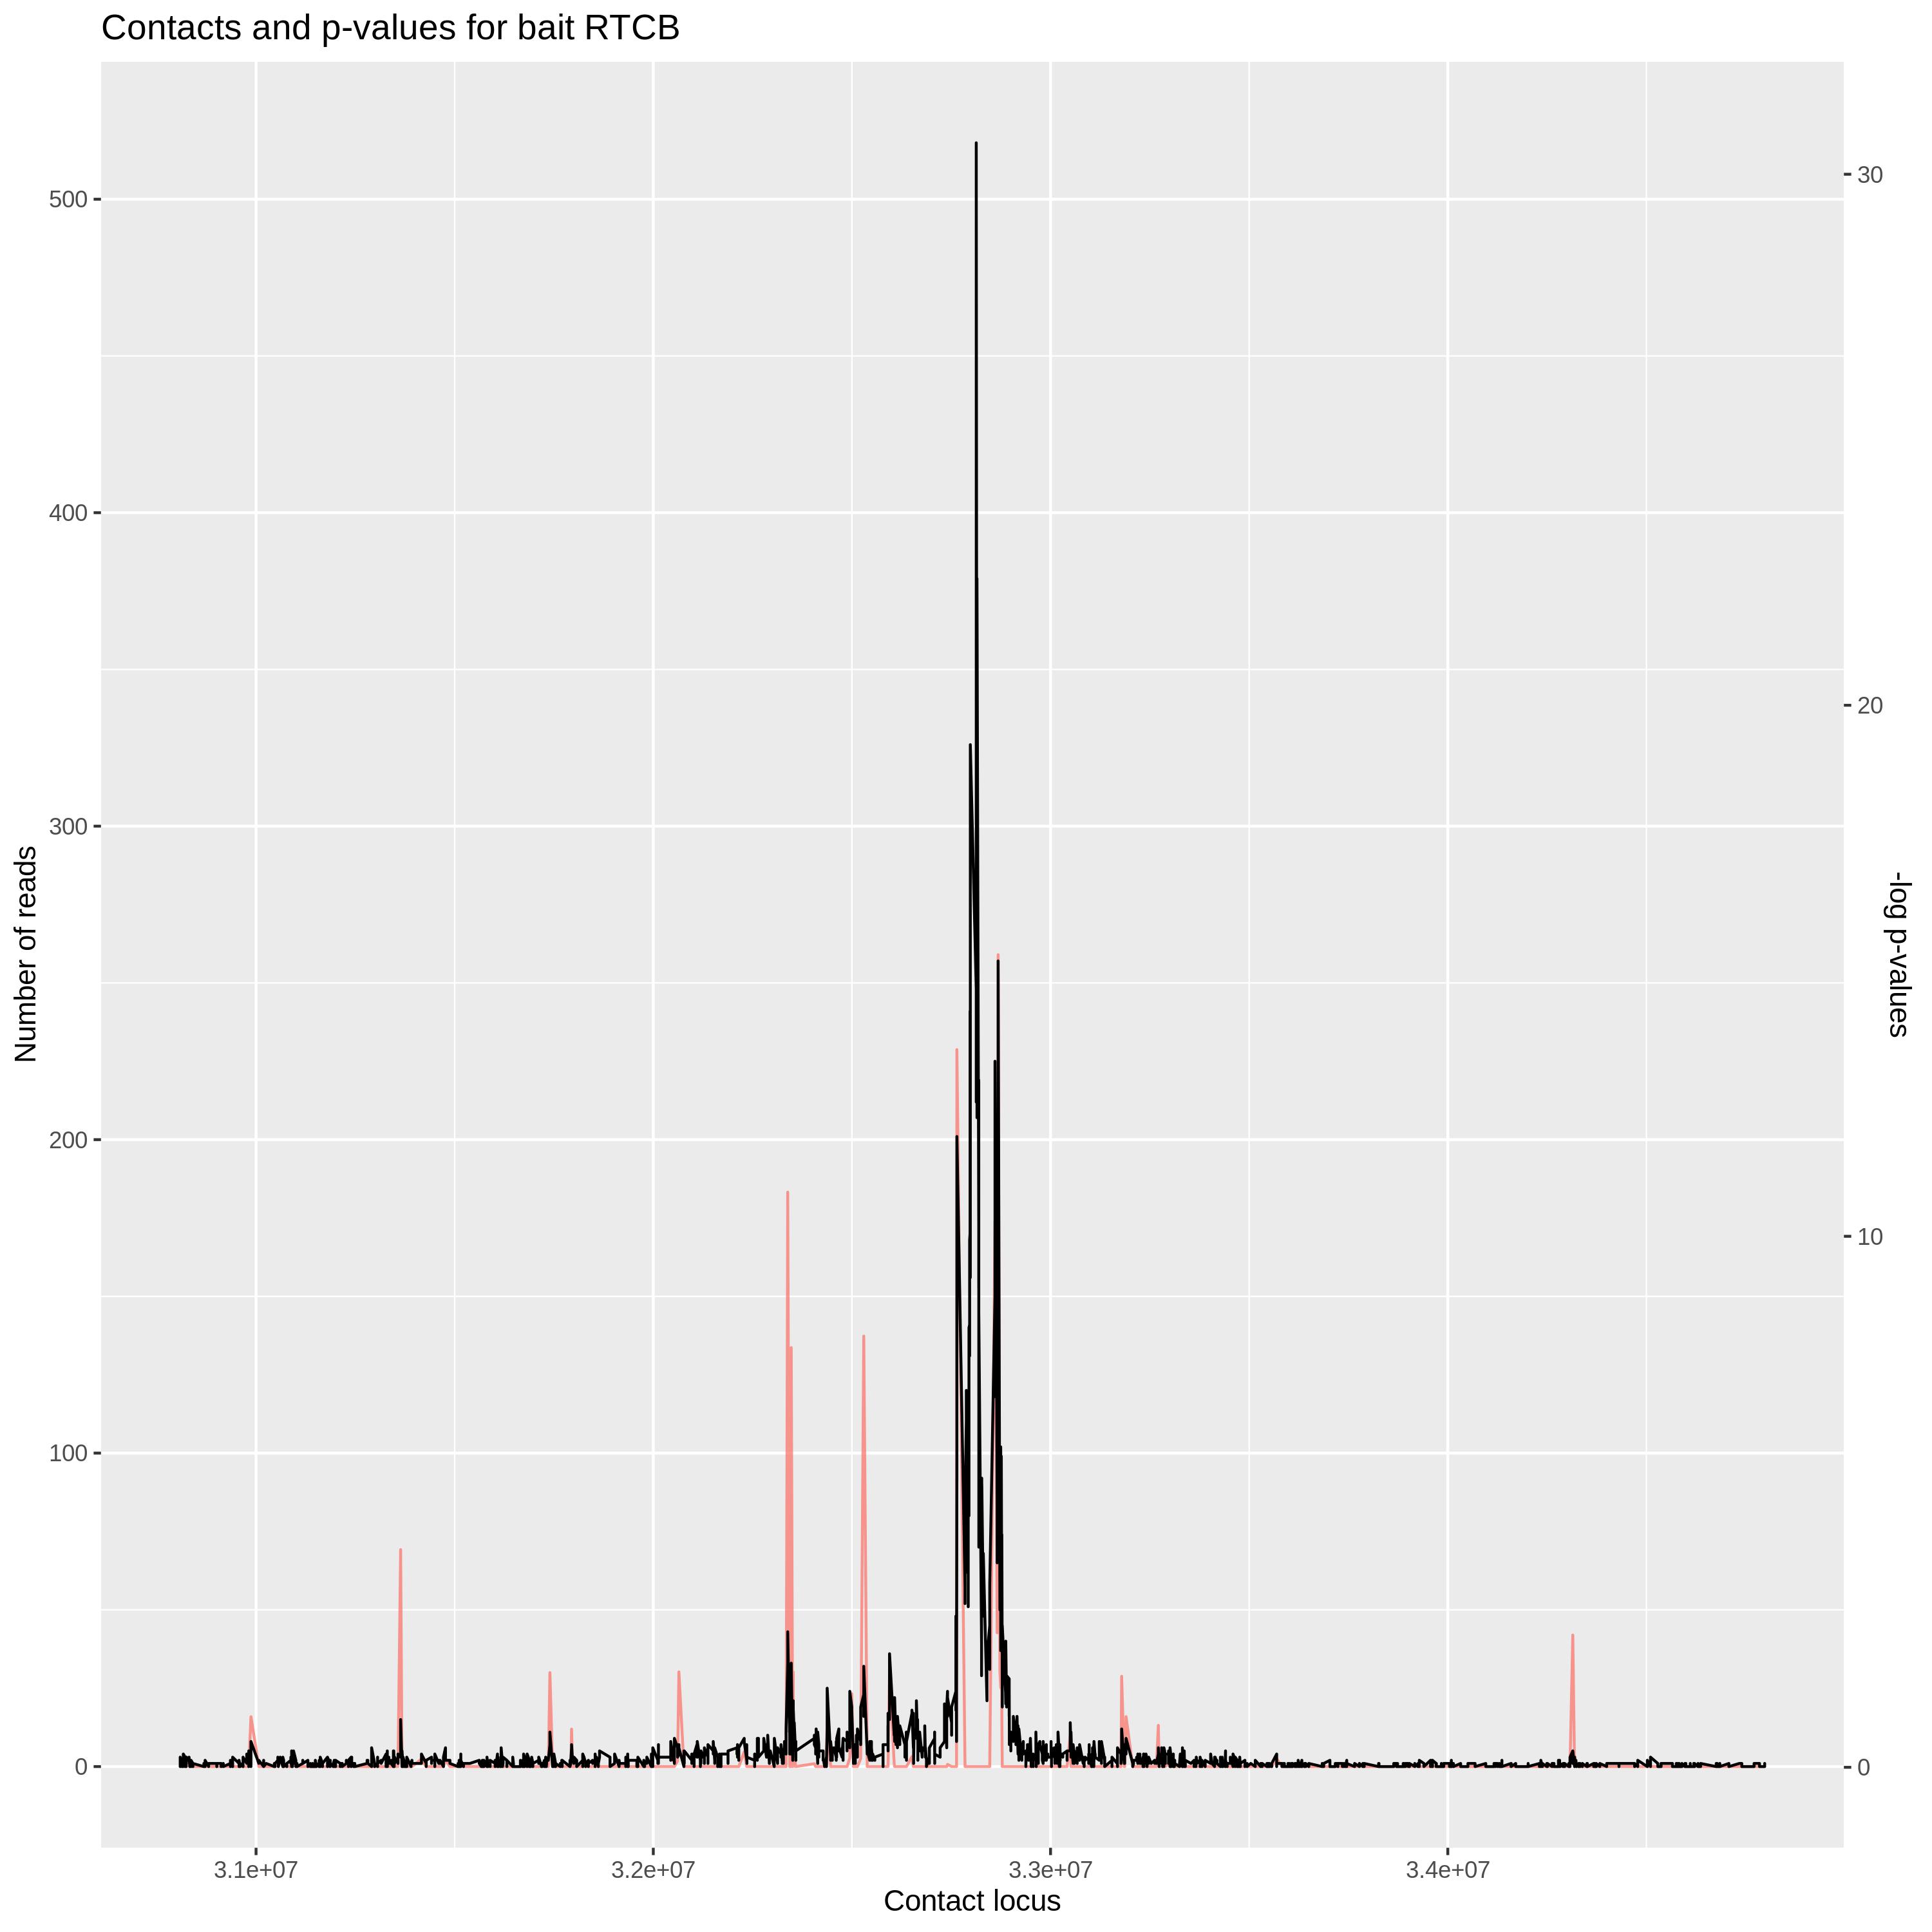 Contacts and p-values for bait RTCB
Number of reads
500
400
300
200
100
0
30
20
10
0
-log p-values
3.1e+07
3.2e+07
3.3e+07
3.4e+07
Contact locus